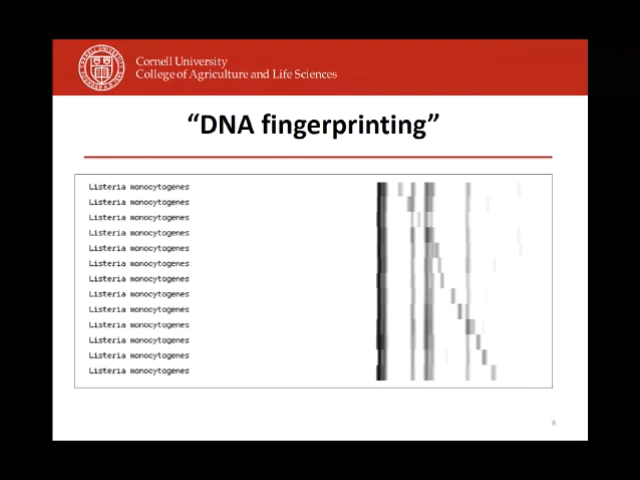 Cornell University
College of Agriculture and Life Sciences
“DNA fingerprinting”
Listeria monocytogenes
Listeria monocytogenes
Listeria monocytogenes
Listeria monocytogenes
Listeria monocytogenes
Listeria monocytogenes
Listeria monocytogenes
Listeria monocytogenes
Listeria monocytogenes
Listeria monocytogenes
Listeria monocytogenes
Listeria monocytogenes
Listeria monocytogenes